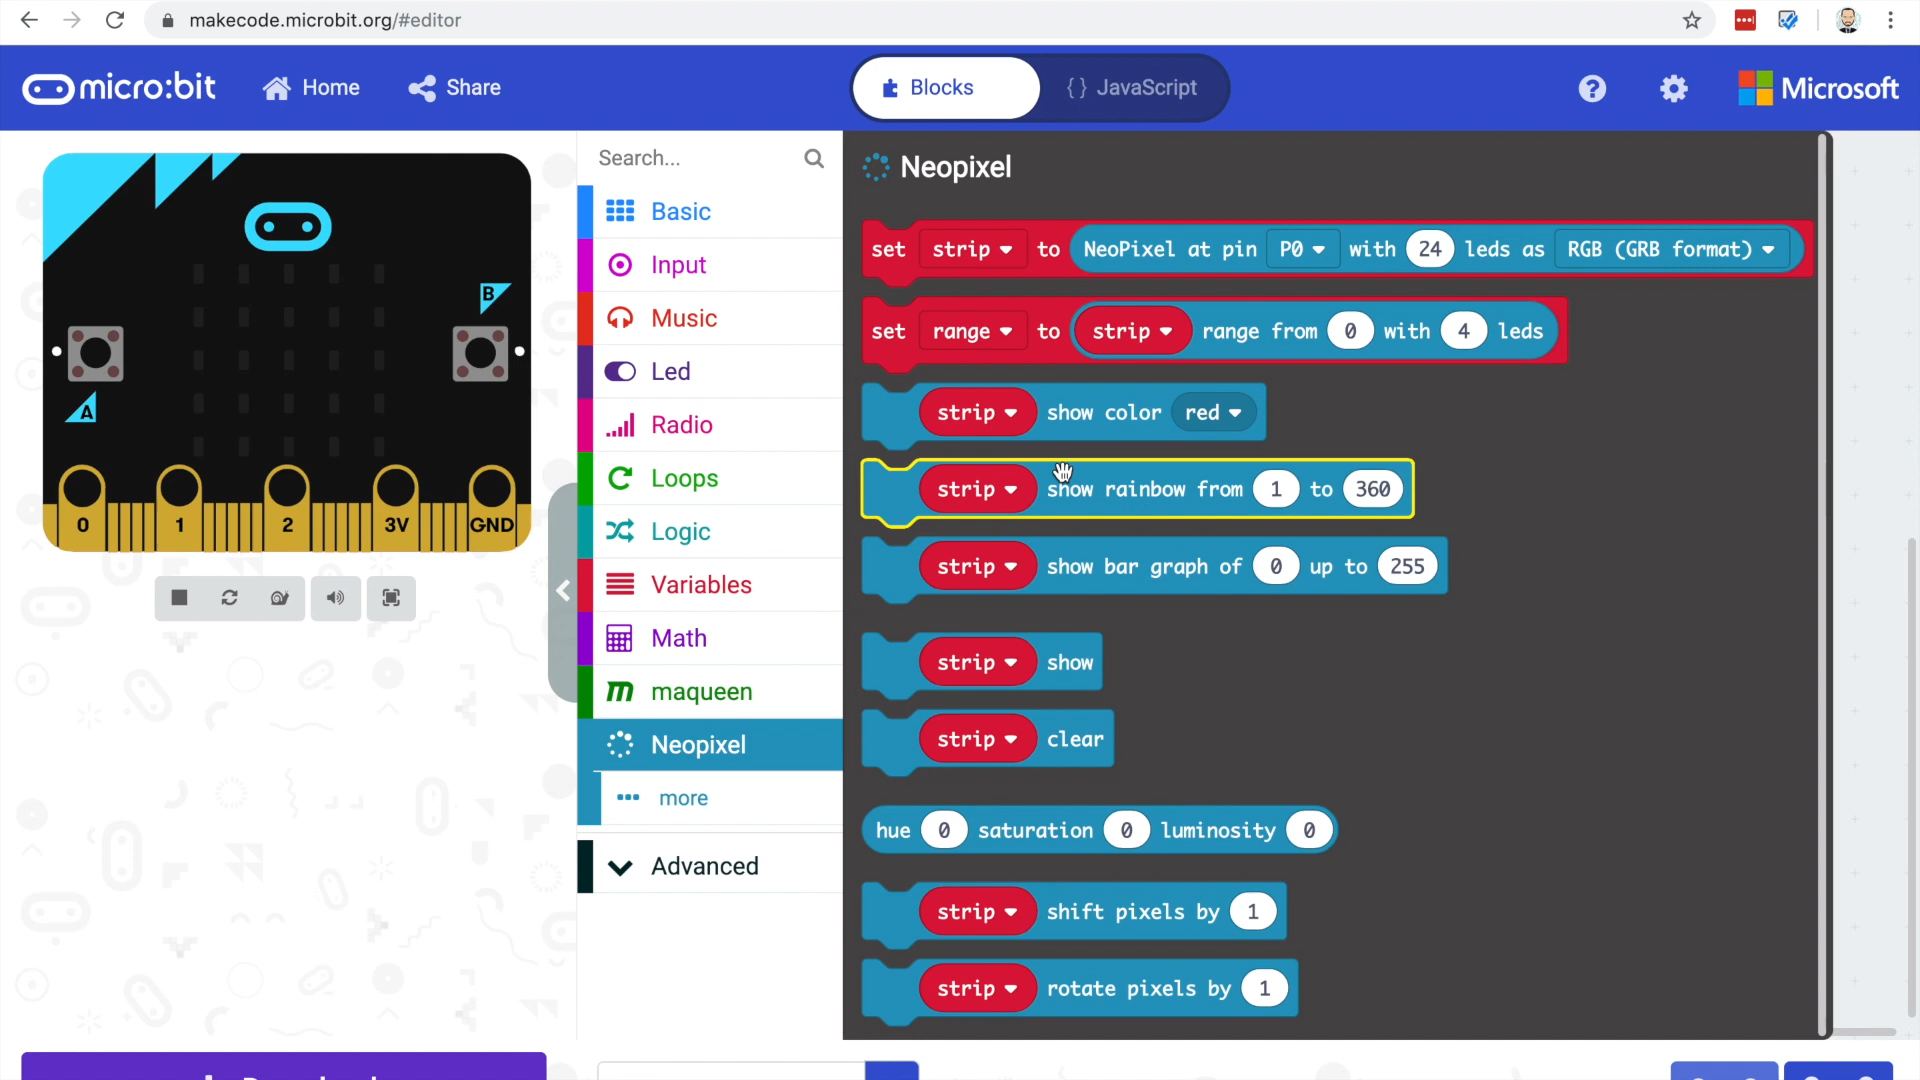 makecode.microbit.org/#editor
micro:bit
Home
Share
Blocks
{} JavaScript
?
Microsoft
Search...
Basic
Input
Music
Led
Radio
Loops
Logic
Variables
Math
maqueen
Neopixel
more
Advanced
B
A
0 1 2 3V GND
Neopixel
set strip to NeoPixel at pin P0 with 24 leds as RGB (GRB format)
set range to strip range from 0 with 4 leds
strip show color red
strip show rainbow from 1 to 360
strip show bar graph of 0 up to 255
strip show
strip clear
hue 0 saturation 0 luminosity 0
strip shift pixels by 1
strip rotate pixels by 1